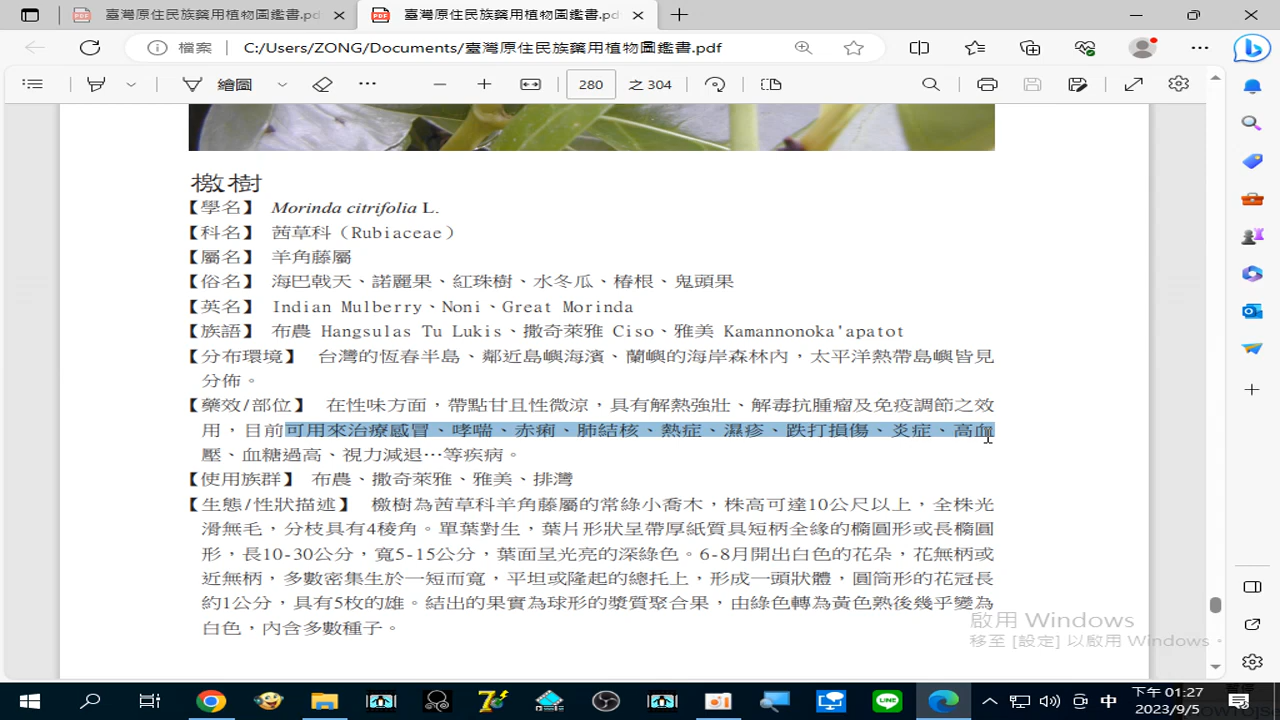 臺灣原住民族藥用植物圖鑑書.pd
臺灣原住民族藥用植物圖鑑書.pd
檔案
C:/Users/ZONG/Documents/臺灣原住民族藥用植物圖鑑書.pdf
繪圖
280
之 304
檄樹
【學名】 Morinda citrifolia L.
【科名】 茜草科（Rubiaceae）
【屬名】 羊角藤屬
【俗名】 海巴戟天、諾麗果、紅珠樹、水冬瓜、椿根、鬼頭果
【英名】 Indian Mulberry、Noni、Great Morinda
【族語】 布農 Hangsulas Tu Lukis、撒奇萊雅 Ciso、雅美 Kamannonoka'apatot
【分布環境】 台灣的恆春半島、鄰近島嶼海濱、蘭嶼的海岸森林內，太平洋熱帶島嶼皆見
分佈。
【藥效/部位】 在性味方面，帶點甘且性微涼，具有解熱強壯、解毒抗腫瘤及免疫調節之效
用，目前可用來治療感冒、哮喘、赤痢、肺結核、熱症、濕疹、跌打損傷、炎症、高血
壓、血糖過高、視力減退…等疾病。
【使用族群】 布農、撒奇萊雅、雅美、排灣
【生態/性狀描述】 檄樹為茜草科羊角藤屬的常綠小喬木，株高可達10公尺以上，全株光
滑無毛，分枝具有4稜角。單葉對生，葉片形狀呈帶厚紙質具短柄全緣的橢圓形或長橢圓
形，長10-30公分，寬5-15公分，葉面呈光亮的深綠色。6-8月開出白色的花朵，花無柄或
近無柄，多數密集生於一短而寬，平坦或隆起的總托上，形成一頭狀體，圓筒形的花冠長
約1公分，具有5枚的雄。結出的果實為球形的漿質聚合果，由綠色轉為黃色熟後幾乎變為
白色，內含多數種子。
啟用 Windows
移至 [設定] 以啟用 Windows。
中
下午 01:27
2023/9/5